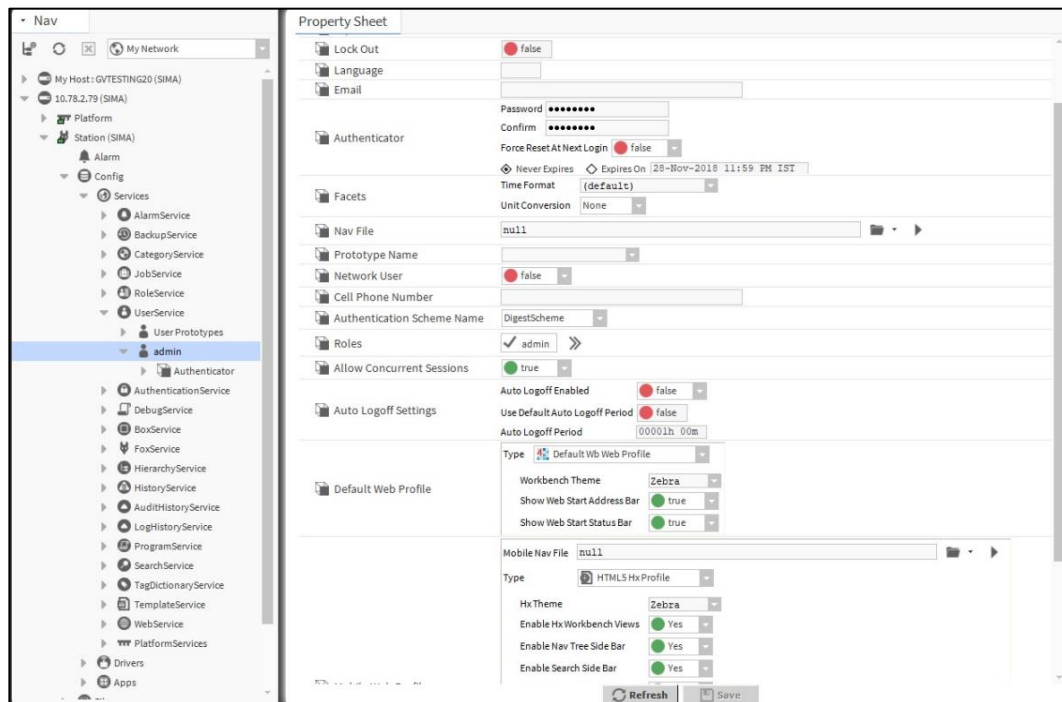 Nav
My Network
My Host : GVTESTING20 (SIMA)
10.78.2.79 (SIMA)
Platform
Station (SIMA)
Alarm
Config
Services
AlarmService
BackupService
CategoryService
JobService
RoleService
UserService
User Prototypes
admin
Authenticator
AuthenticationService
DebugService
BoxService
FoxService
HierarchyService
HistoryService
AuditHistoryService
LogHistoryService
ProgramService
SearchService
TagDictionaryService
TemplateService
WebService
PlatformServices
Drivers
Apps
Property Sheet
Lock Out false
Language
Email
Authenticator
Password ●●●●●●●●
Confirm ●●●●●●●●
Force Reset At Next Login false
Never Expires Expires On 28-Nov-2018 11:59 PM IST
Facets
Time Format (default)
Unit Conversion None
Nav File null
Prototype Name
Network User false
Cell Phone Number
Authentication Scheme Name DigestScheme
Roles admin
Allow Concurrent Sessions true
Auto Logoff Settings
Auto Logoff Enabled false
Use Default Auto Logoff Period false
Auto Logoff Period 00001h 00m
Default Web Profile
Type Default Wb Web Profile
Workbench Theme Zebra
Show Web Start Address Bar true
Show Web Start Status Bar true
Mobile Nav File null
Type HTML5 Hx Profile
Hx Theme Zebra
Enable Hx Workbench Views Yes
Enable Nav Tree Side Bar Yes
Enable Search Side Bar Yes
Refresh Save